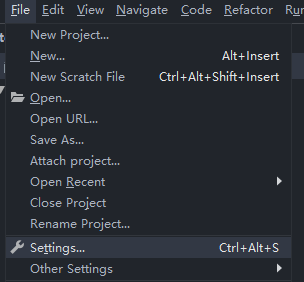 File Edit View Navigate Code Refactor Ru
New Project...
New... Alt+Insert
New Scratch File Ctrl+Alt+Shift+Insert
Open...
Open URL...
Save As...
Attach project...
Open Recent
Close Project
Rename Project...
Settings... Ctrl+Alt+S
Other Settings